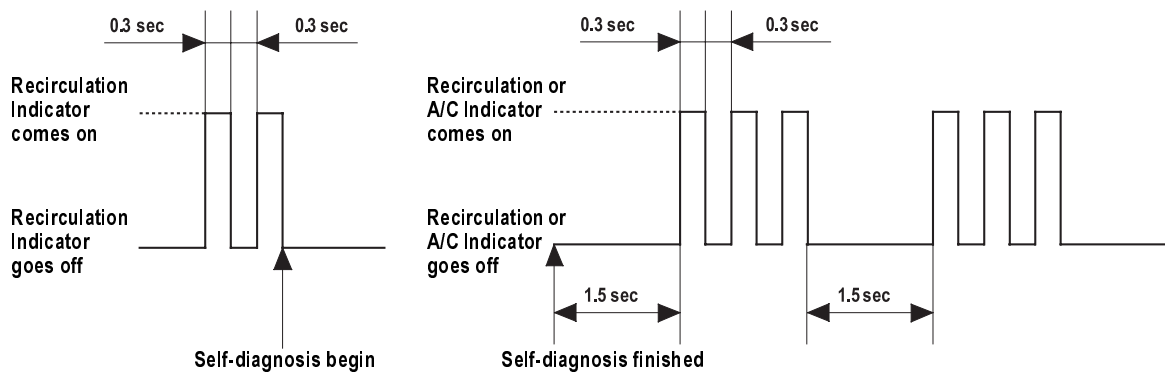 0.3 sec
0.3 sec
Recirculation
Indicator
comes on
Recirculation
Indicator
goes off
Self-diagnosis begin
0.3 sec
0.3 sec
Recirculation or
A/C Indicator
comes on
Recirculation or
A/C Indicator
goes off
1.5 sec
1.5 sec
Self-diagnosis finished